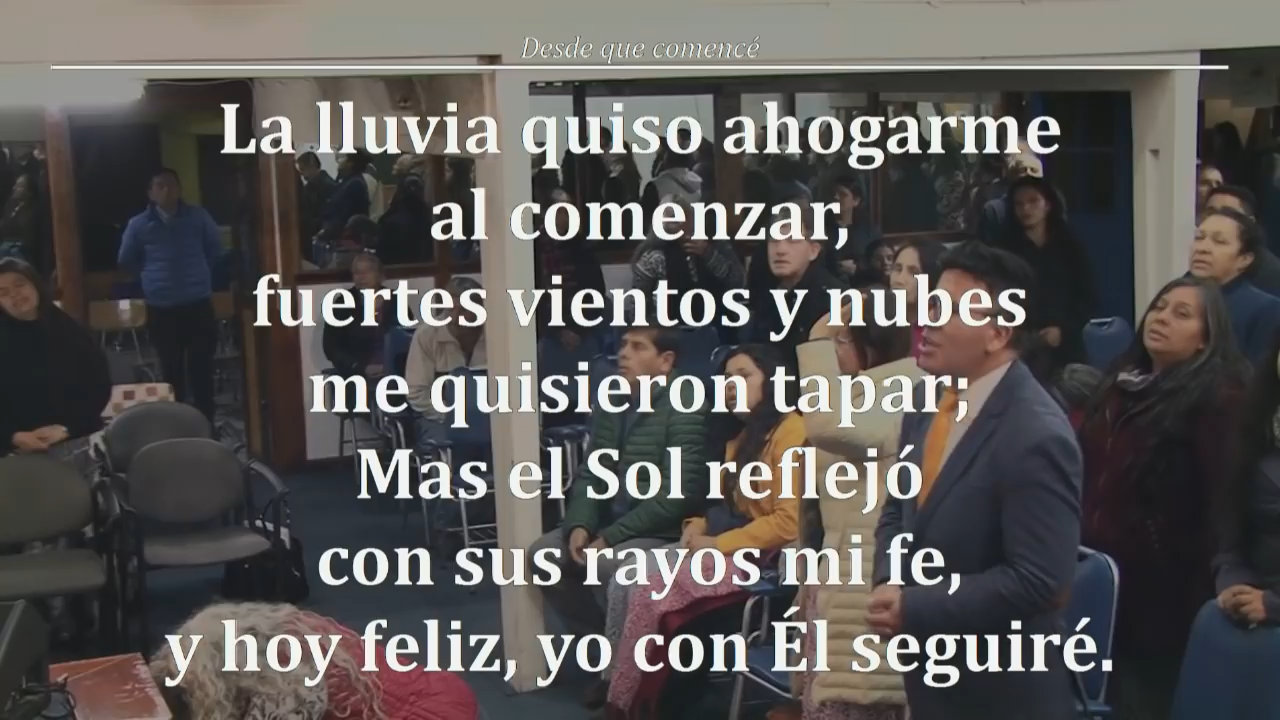 Desde que comencé
La lluvia quiso ahogarme
al comenzar,
fuertes vientos y nubes
me quisieron tapar;
Mas el Sol reflejó
con sus rayos mi fe,
y hoy feliz, yo con Él seguiré.